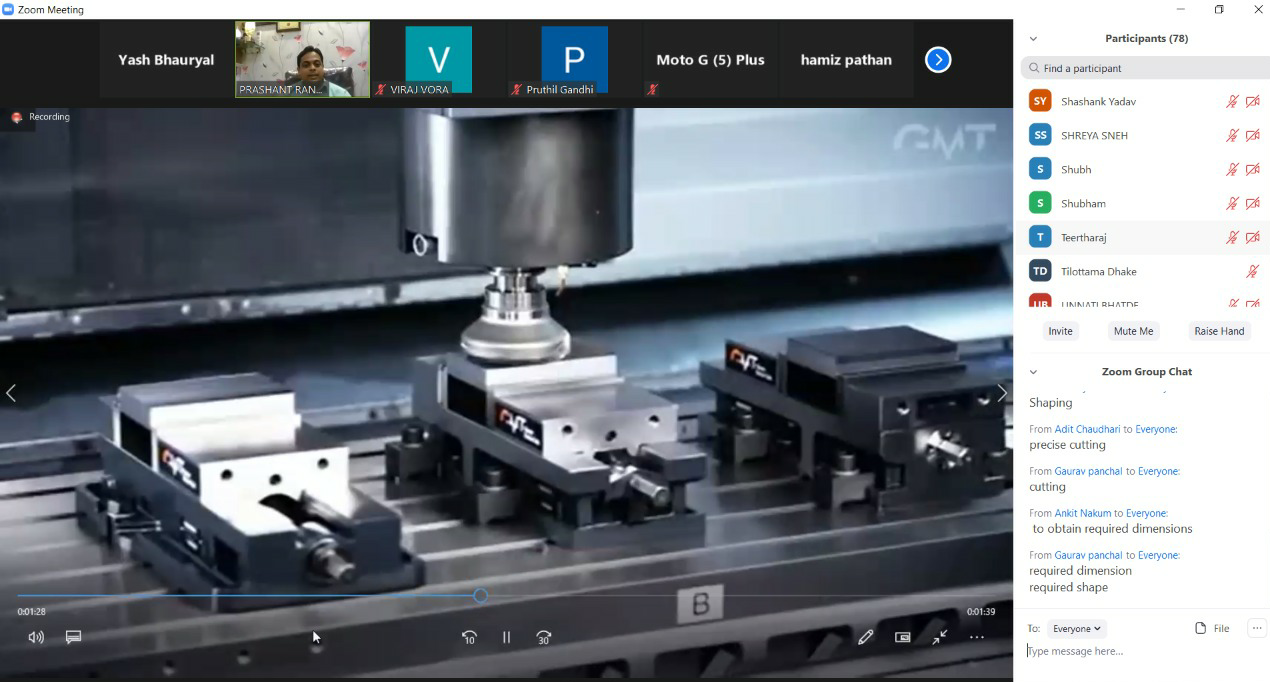 Zoom Meeting
Yash Bhauryal
PRASHANT RAN...
V
VIRAJ VORA
P
Pruthil Gandhi
Moto G (5) Plus
hamiz pathan
Recording
GMT
GMT
GMT
GMT
B
0:01:28
0:01:39
10
30
Participants (78)
Find a participant
SY Shashank Yadav
SS SHREYA SNEH
S Shubh
S Shubham
T Teertharaj
TD Tilottama Dhake
UB UNNATI BHATDE
Invite Mute Me Raise Hand
Zoom Group Chat
Shaping
From Adit Chaudhari to Everyone:
precise cutting
From Gaurav panchal to Everyone:
cutting
From Ankit Nakum to Everyone:
to obtain required dimensions
From Gaurav panchal to Everyone:
required dimension
required shape
To: Everyone File
Type message here...